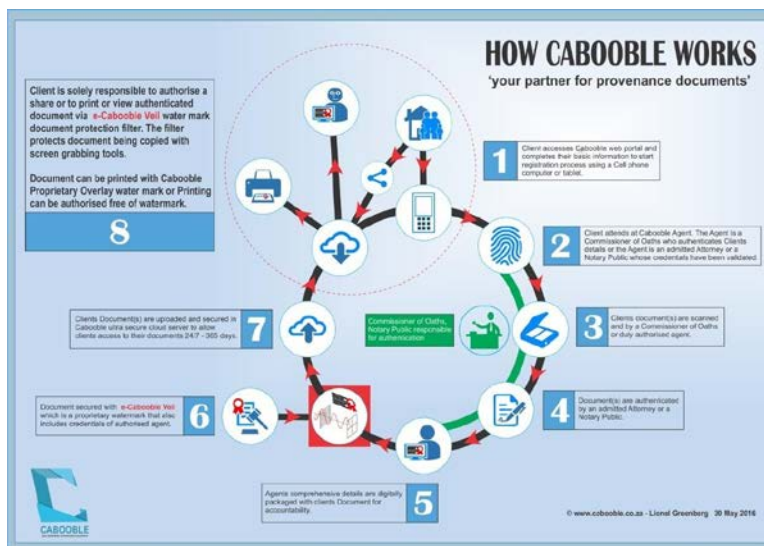 HOW CABOOBLE WORKS
'your partner for provenance documents'
1
Client accesses Cabooble web portal and
completes their basic information to start
registration process using a Cell phone
computer or tablet.
2
Client attends at Cabooble Agent. The Agent is a
Commissioner of Oaths who authenticates Clients
details or the Agent is an admitted Attorney or a
Notary Public whose credentials have been validated
3
Clients document(s) are scanned
and by a Commissioner of Oaths
or duly authorised agent.
Commissioner of Oaths,
Notary Public responsible
for authentication
4
Document(s) are authenticated
by an admitted Attorney or a
Notary Public.
5
Agents comprehensive details are digitally
packaged with clients Document for
accountability.
6
Document secured with e-Cabooble Veil
which is a proprietary watermark that also
includes credentials of authorised agent.
7
Clients Document(s) are uploaded and secured in
Cabooble ultra secure cloud server to allow
clients access to their documents 24/7 - 365 days.
Client is solely responsible to authorise a
share or to print or view authenticated
document via e-Cabooble Veil water mark
document protection filter. The filter
protects document being copied with
screen grabbing tools.
Document can be printed with Cabooble
Proprietary Overlay water mark or Printing
can be authorised free of watermark.
8
CABOOBLE
© www.cabooble.co.za - Lionel Greenberg 30 May 2016